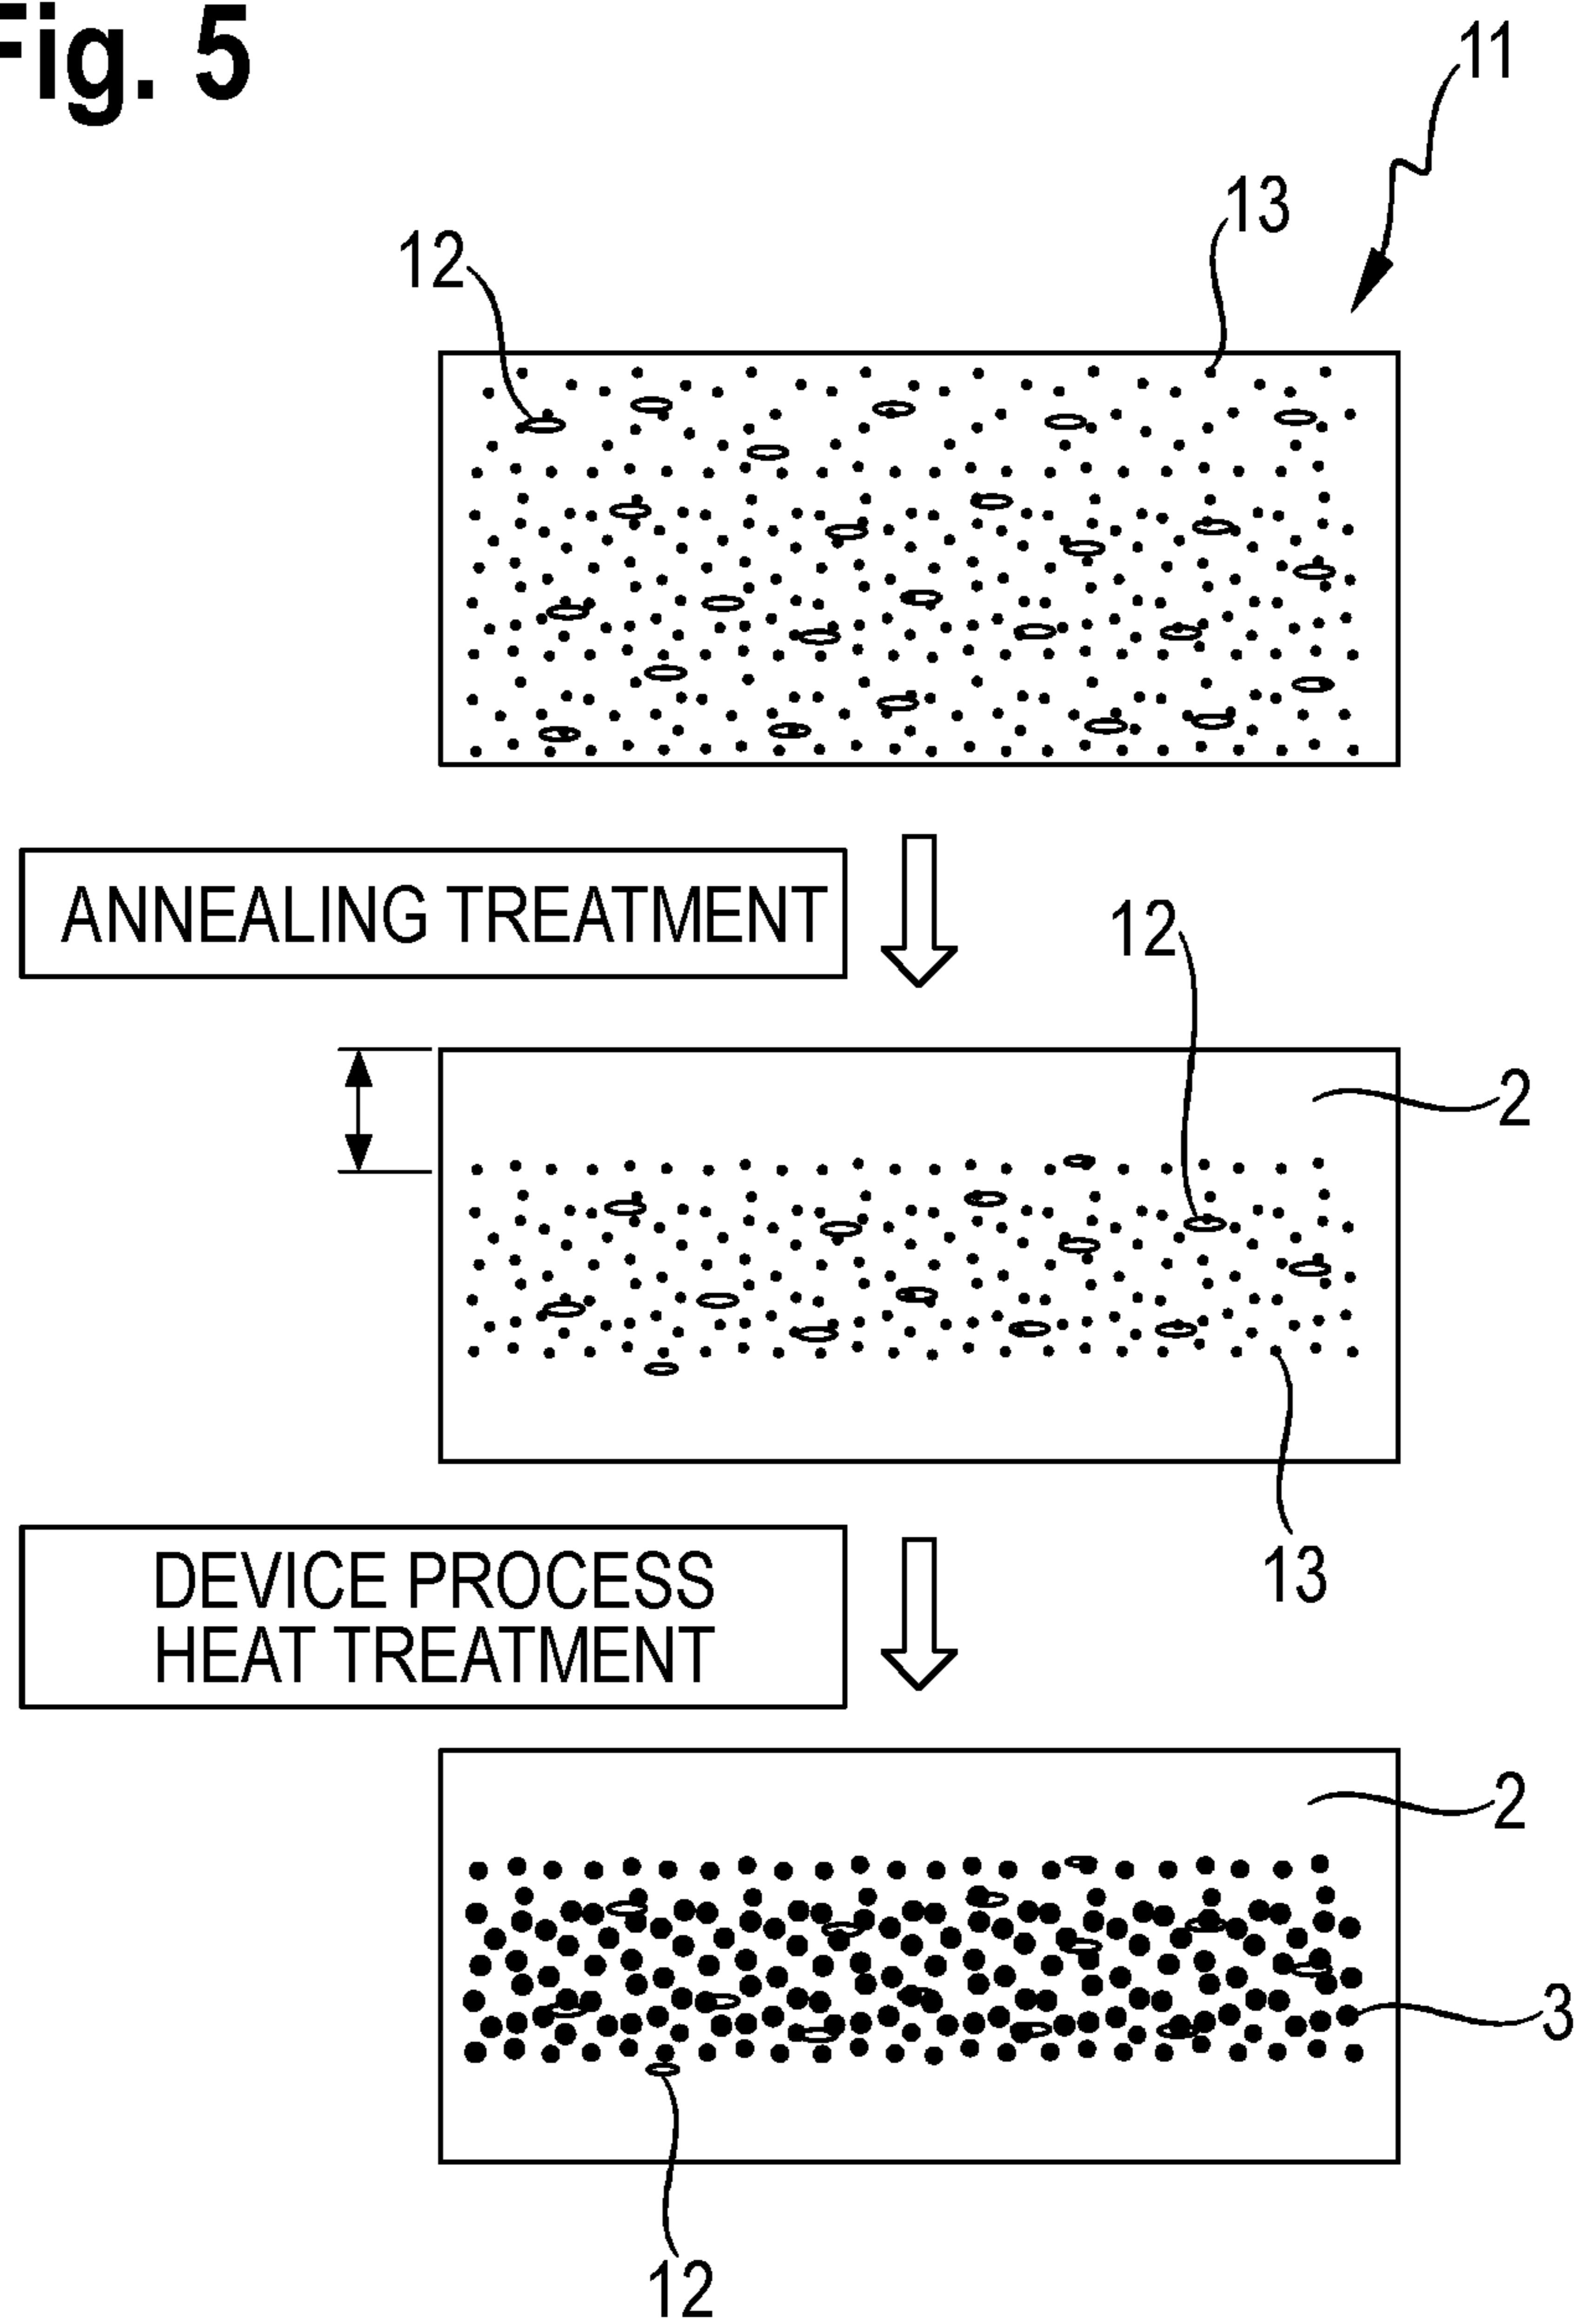 Fig. 5
11
13
12
ANNEALING TREATMENT
12
2
13
DEVICE PROCESS
HEAT TREATMENT
2
3
12